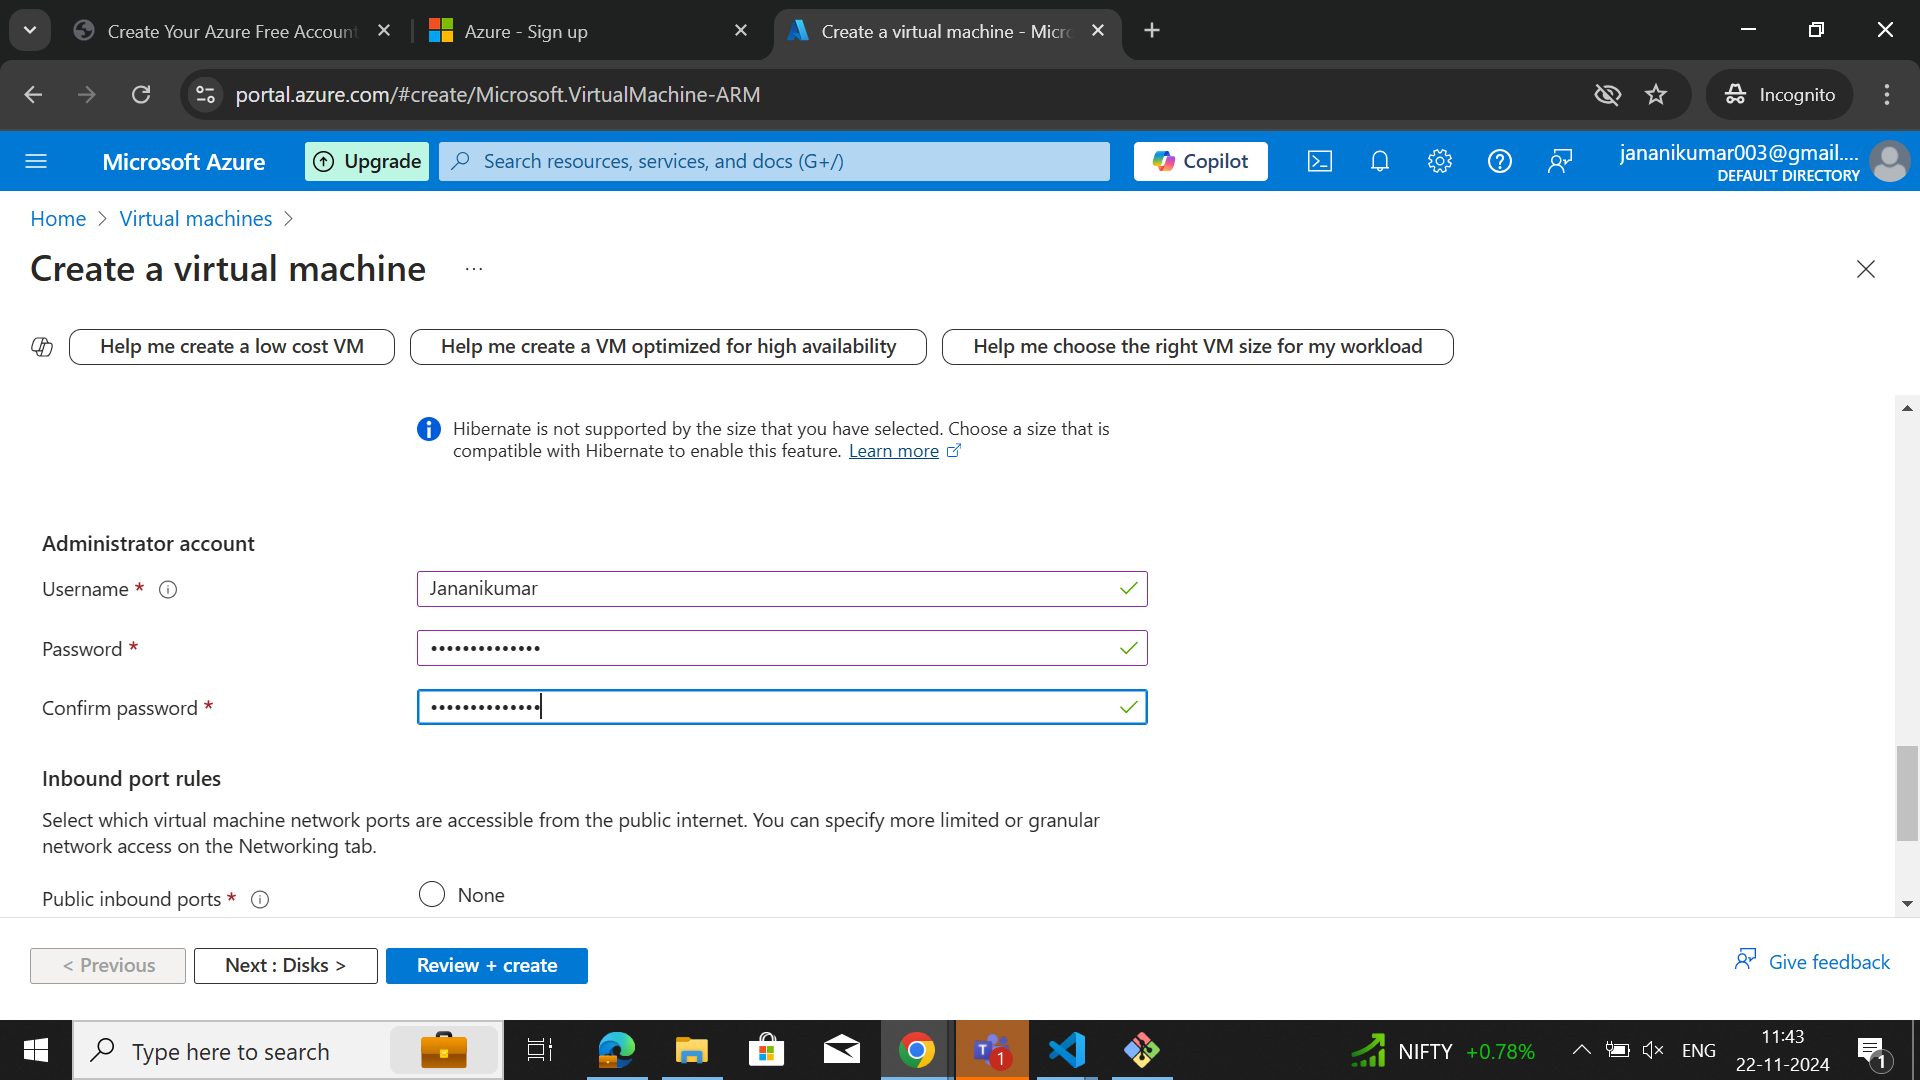 Create Your Azure Free Account
Azure - Sign up
Create a virtual machine - Micro
portal.azure.com/#create/Microsoft.VirtualMachine-ARM
Incognito
Microsoft Azure
Upgrade
Search resources, services, and docs (G+/)
Copilot
jananikumar003@gmail....
DEFAULT DIRECTORY
Home > Virtual machines >
Create a virtual machine ...
Help me create a low cost VM
Help me create a VM optimized for high availability
Help me choose the right VM size for my workload
Hibernate is not supported by the size that you have selected. Choose a size that is
compatible with Hibernate to enable this feature. Learn more
Administrator account
Username *
Jananikumar
Password *
••••••••••••••
Confirm password *
••••••••••••••
Inbound port rules
Select which virtual machine network ports are accessible from the public internet. You can specify more limited or granular
network access on the Networking tab.
Public inbound ports *
None
< Previous
Next : Disks >
Review + create
Give feedback
Type here to search
T
1
NIFTY +0.78%
ENG
11:43
22-11-2024
1